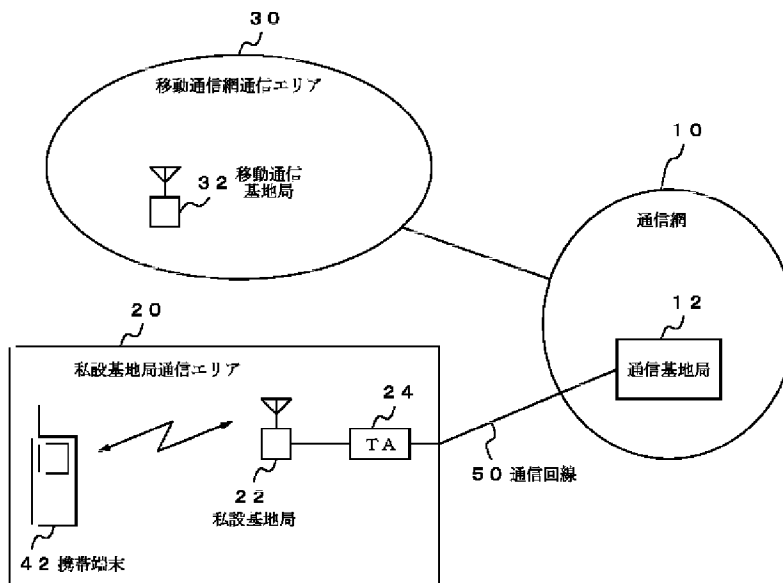 ３０
移動通信網通信エリア
３２
移動通信
基地局
１０
通信網
１２
通信基地局
２０
私設基地局通信エリア
２４
ＴＡ
２２
私設基地局
５０ 通信回線
４２ 携帯端末